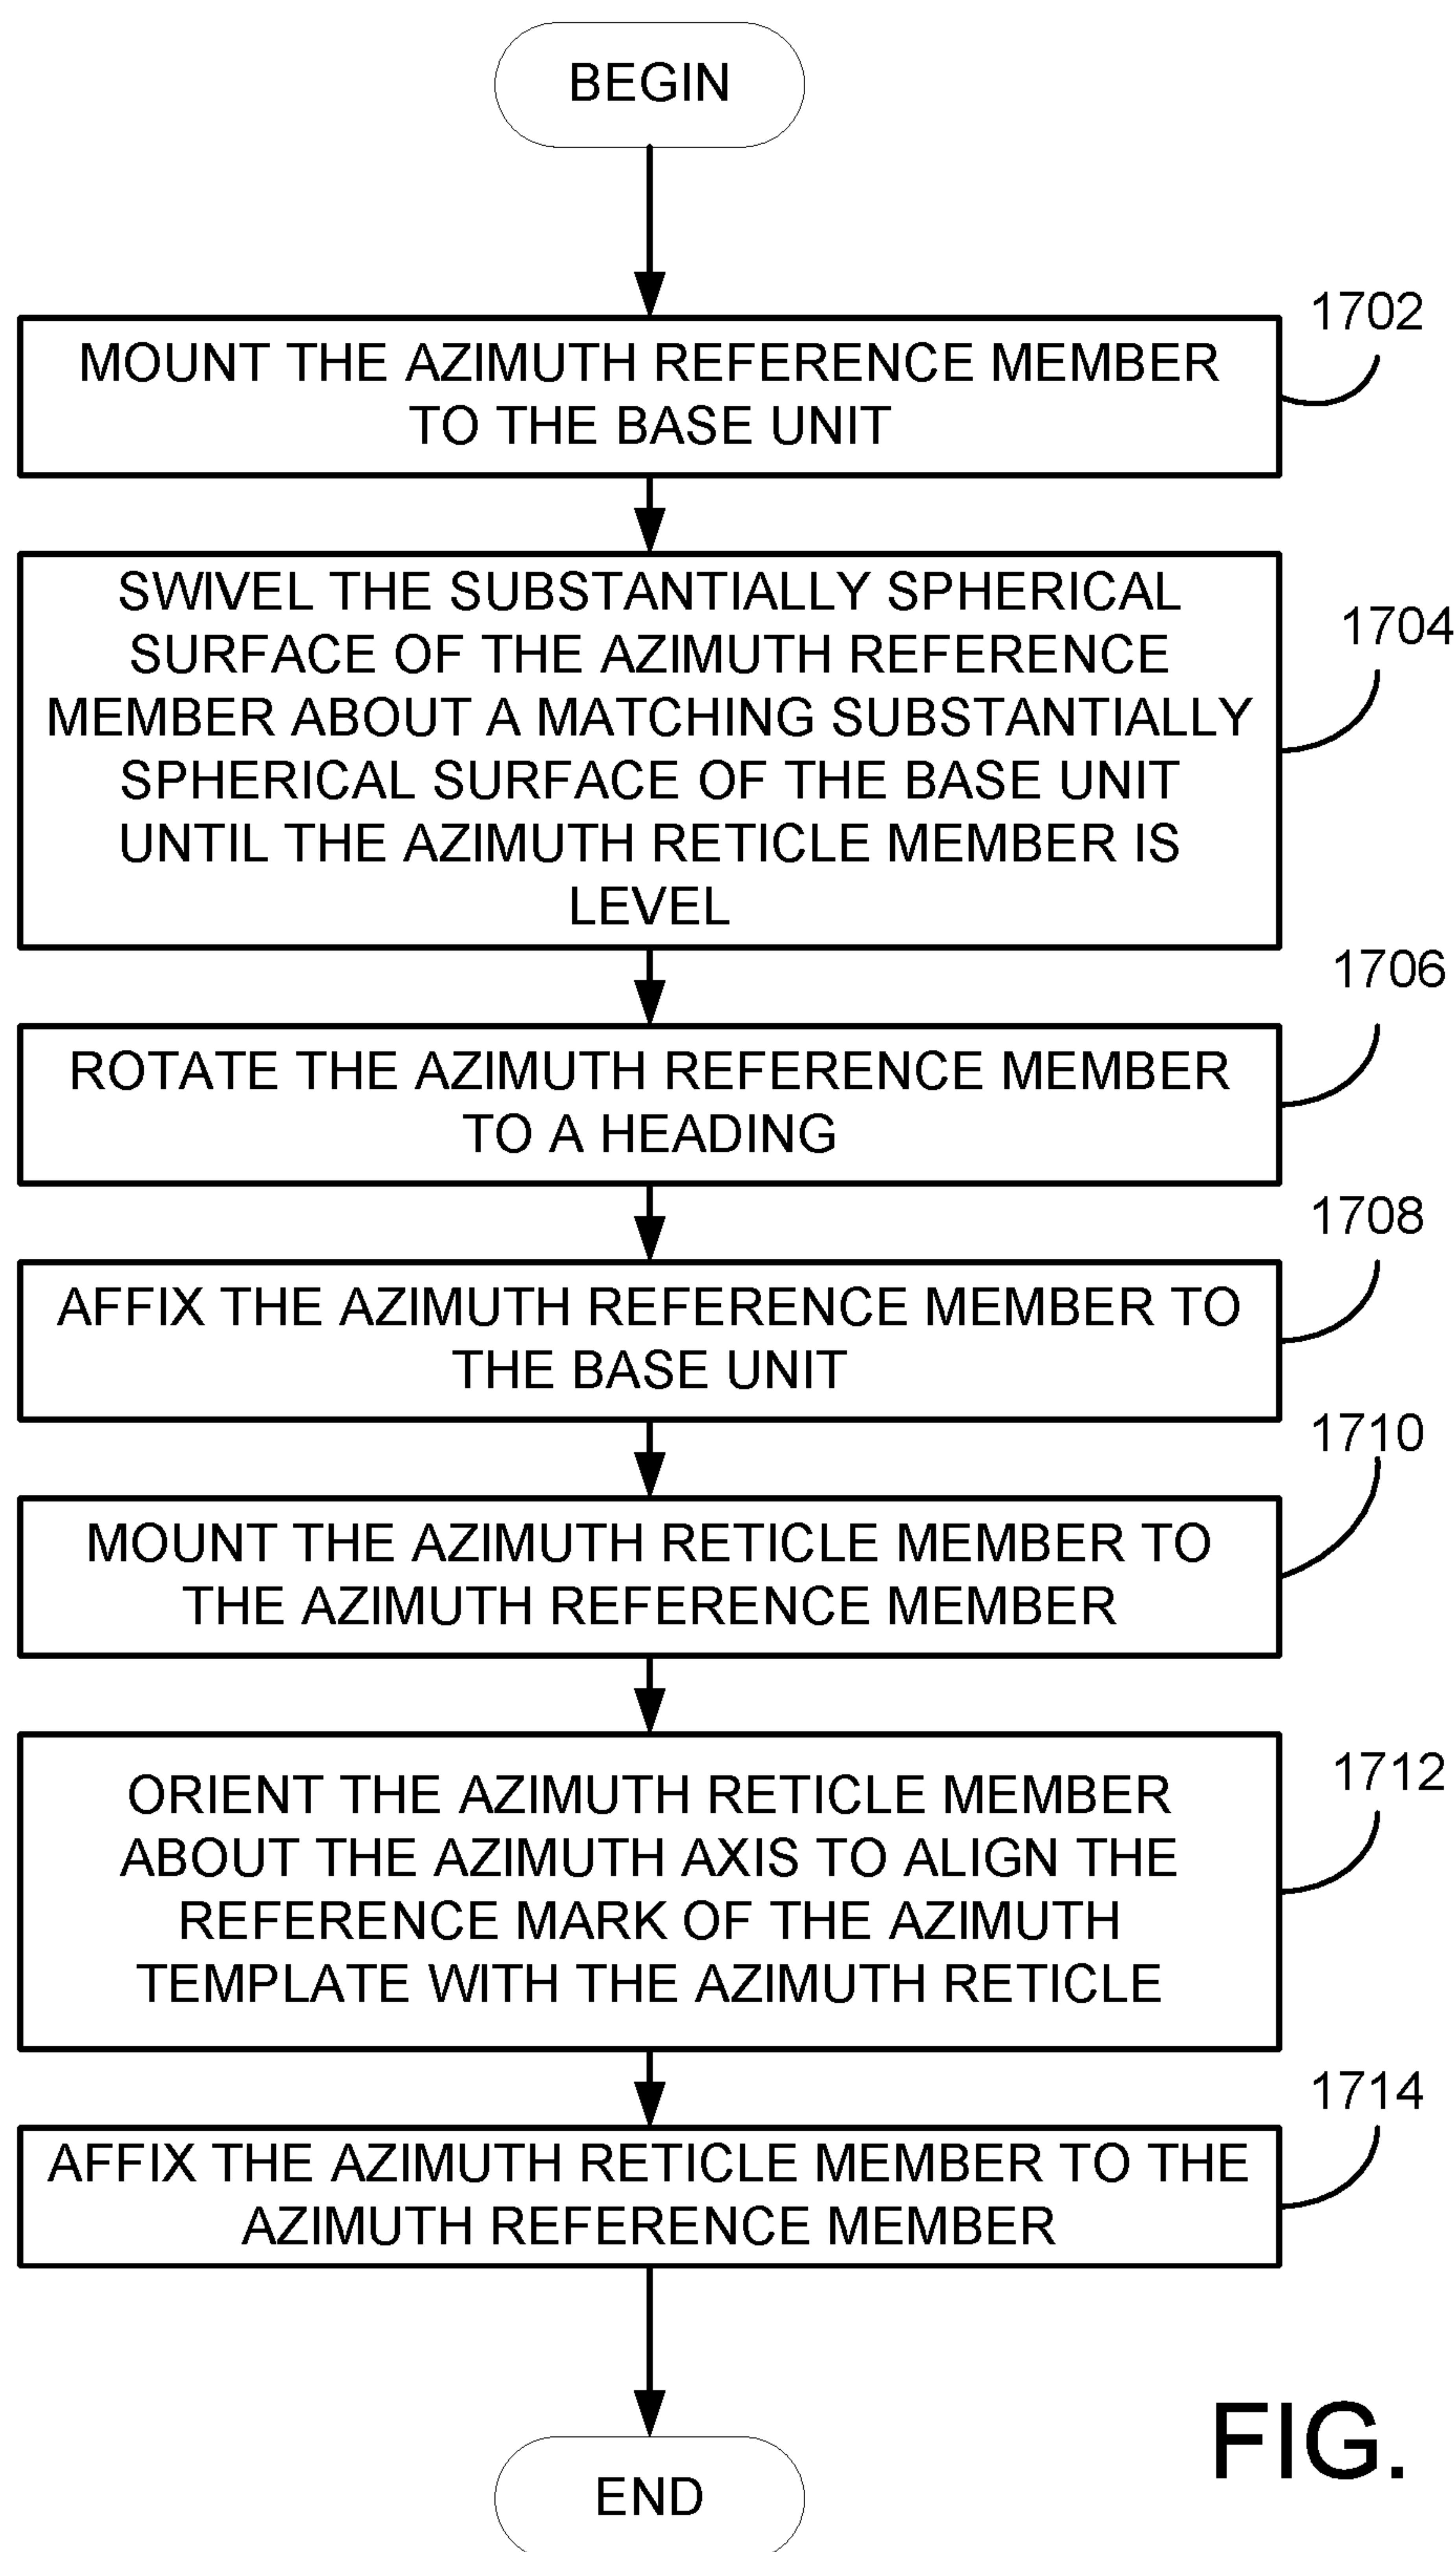 BEGIN
1702
MOUNT THE AZIMUTH REFERENCE MEMBER
TO THE BASE UNIT
1704
SWIVEL THE SUBSTANTIALLY SPHERICAL
SURFACE OF THE AZIMUTH REFERENCE
MEMBER ABOUT A MATCHING SUBSTANTIALLY
SPHERICAL SURFACE OF THE BASE UNIT
UNTIL THE AZIMUTH RETICLE MEMBER IS
LEVEL
1706
ROTATE THE AZIMUTH REFERENCE MEMBER
TO A HEADING
1708
AFFIX THE AZIMUTH REFERENCE MEMBER TO
THE BASE UNIT
1710
MOUNT THE AZIMUTH RETICLE MEMBER TO
THE AZIMUTH REFERENCE MEMBER
1712
ORIENT THE AZIMUTH RETICLE MEMBER
ABOUT THE AZIMUTH AXIS TO ALIGN THE
REFERENCE MARK OF THE AZIMUTH
TEMPLATE WITH THE AZIMUTH RETICLE
1714
AFFIX THE AZIMUTH RETICLE MEMBER TO THE
AZIMUTH REFERENCE MEMBER
END
FIG.